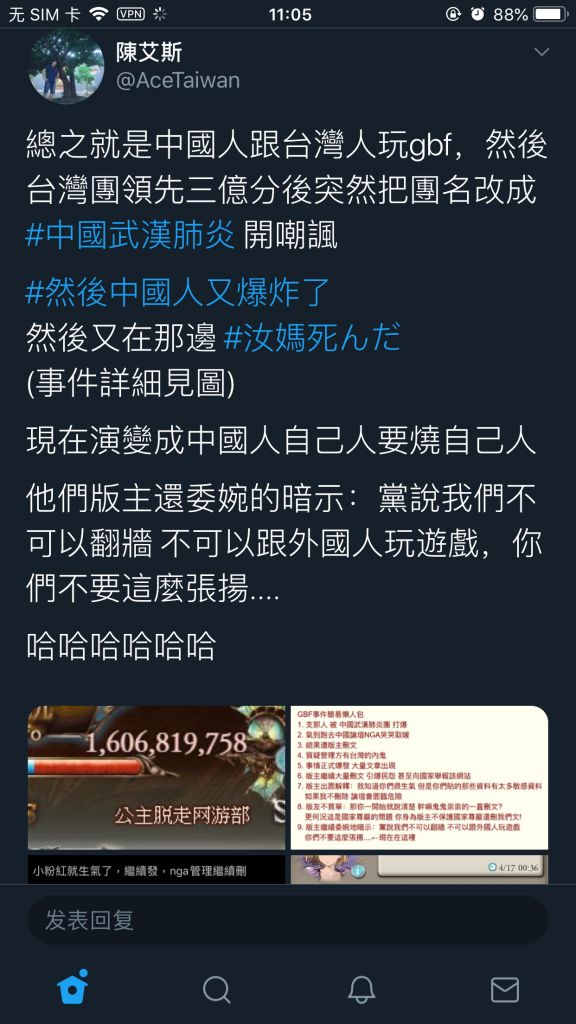 无 SIM 卡 VPN 11:05 88%
陳艾斯
@AceTaiwan
總之就是中國人跟台灣人玩gbf，然後
台灣團領先三億分後突然把團名改成
#中國武漢肺炎 開嘲諷
#然後中國人又爆炸了
然後又在那邊 #汝媽死んだ
(事件詳細見圖)
現在演變成中國人自己人要燒自己人
他們版主還委婉的暗示：黨說我們不
可以翻牆 不可以跟外國人玩遊戲，你
們不要這麼張揚....
哈哈哈哈哈哈
1,606,819,758
公主脱走网游部
GBF事件簡易懶人包
1. 支那人 被 中國武漢肺炎團 打爆
2. 氣到跑去中國論壇NGA哭哭取暖
3. 結果遭版主刪文
4. 質疑管理方有台灣的內鬼
5. 事情正式爆發 大量文章出現
6. 版主繼續大量刪文 引爆民怨 甚至向國家舉報該網站
7. 版主出面解釋：我知道你們很生氣 但是你們貼的那些資料有太多敏感資料
如果我不刪除 論壇會面臨危險
8. 版友不買單：那你一開始就說清楚 幹嘛鬼鬼祟祟的一直刪文?
更何況這是國家尊嚴的問題 你身為版主不保護國家尊嚴還刪我們文!
9. 版主繼續委婉地暗示：黨說我們不可以翻牆 不可以跟外國人玩遊戲
你們不要這麼張揚....←現在在這裡
小粉紅就生氣了，繼續發，nga管理繼續刪
4/17 00:36
发表回复